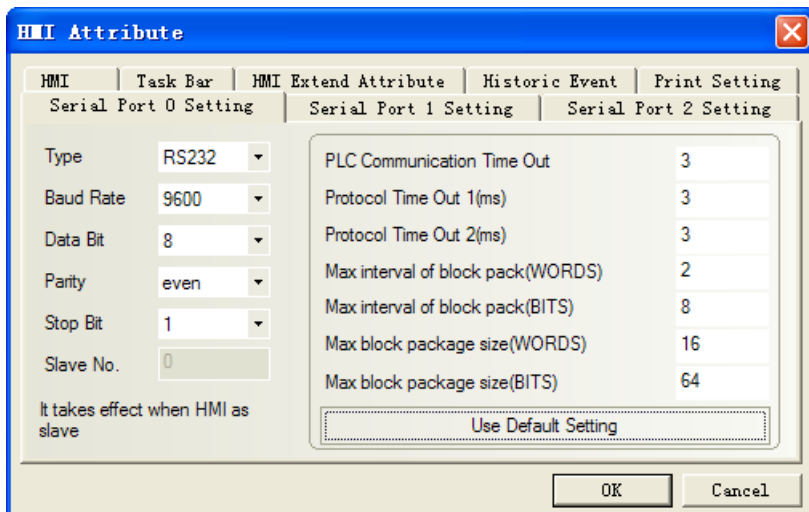 HMI Attribute
HMI Task Bar HMI Extend Attribute Historic Event Print Setting
Serial Port 0 Setting Serial Port 1 Setting Serial Port 2 Setting
Type RS232
Baud Rate 9600
Data Bit 8
Parity even
Stop Bit 1
Slave No. 0
It takes effect when HMI as
slave
PLC Communication Time Out 3
Protocol Time Out 1(ms) 3
Protocol Time Out 2(ms) 3
Max interval of block pack(WORDS) 2
Max interval of block pack(BITS) 8
Max block package size(WORDS) 16
Max block package size(BITS) 64
Use Default Setting
OK Cancel